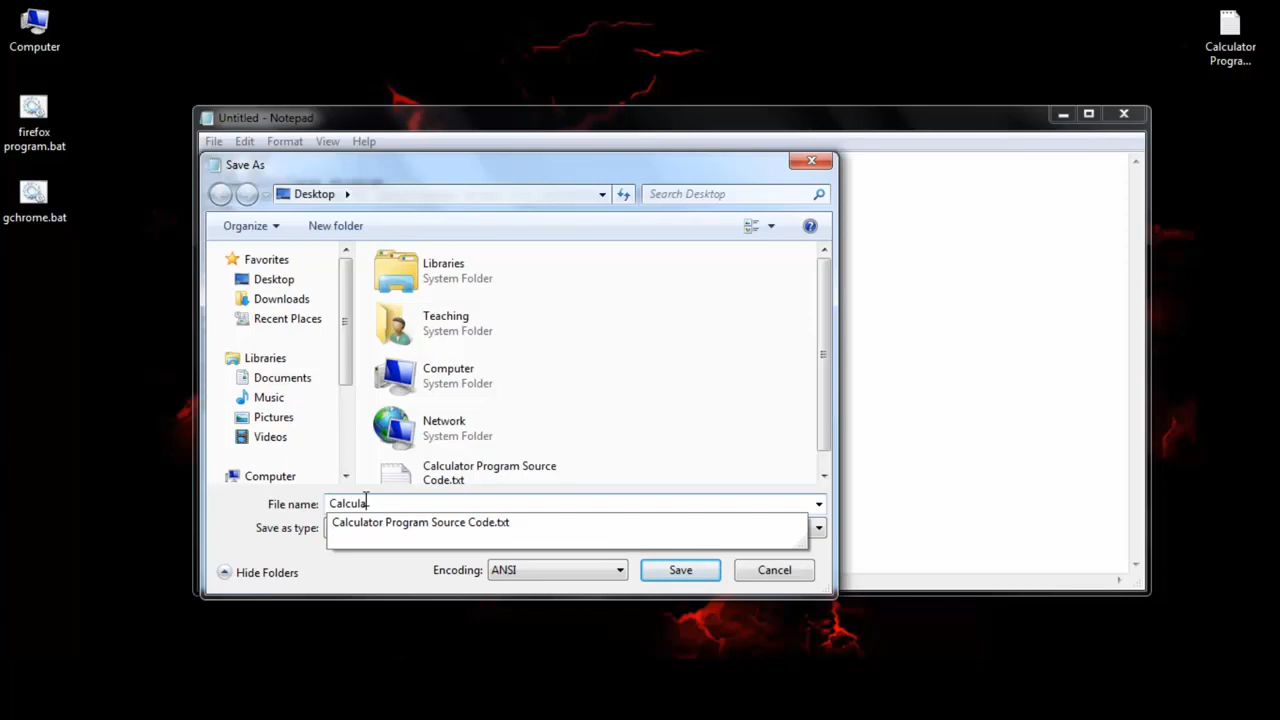 Computer
Calculator
Progra...
firefox
program.bat
gchrome.bat
Untitled - Notepad
File Edit Format View Help
Save As
Desktop
Search Desktop
Organize
New folder
Favorites
Desktop
Downloads
Recent Places
Libraries
Documents
Music
Pictures
Videos
Computer
Libraries
System Folder
Teaching
System Folder
Computer
System Folder
Network
System Folder
Calculator Program Source
Code.txt
File name: Calcula
Calculator Program Source Code.txt
Save as type:
Hide Folders
Encoding: ANSI
Save
Cancel